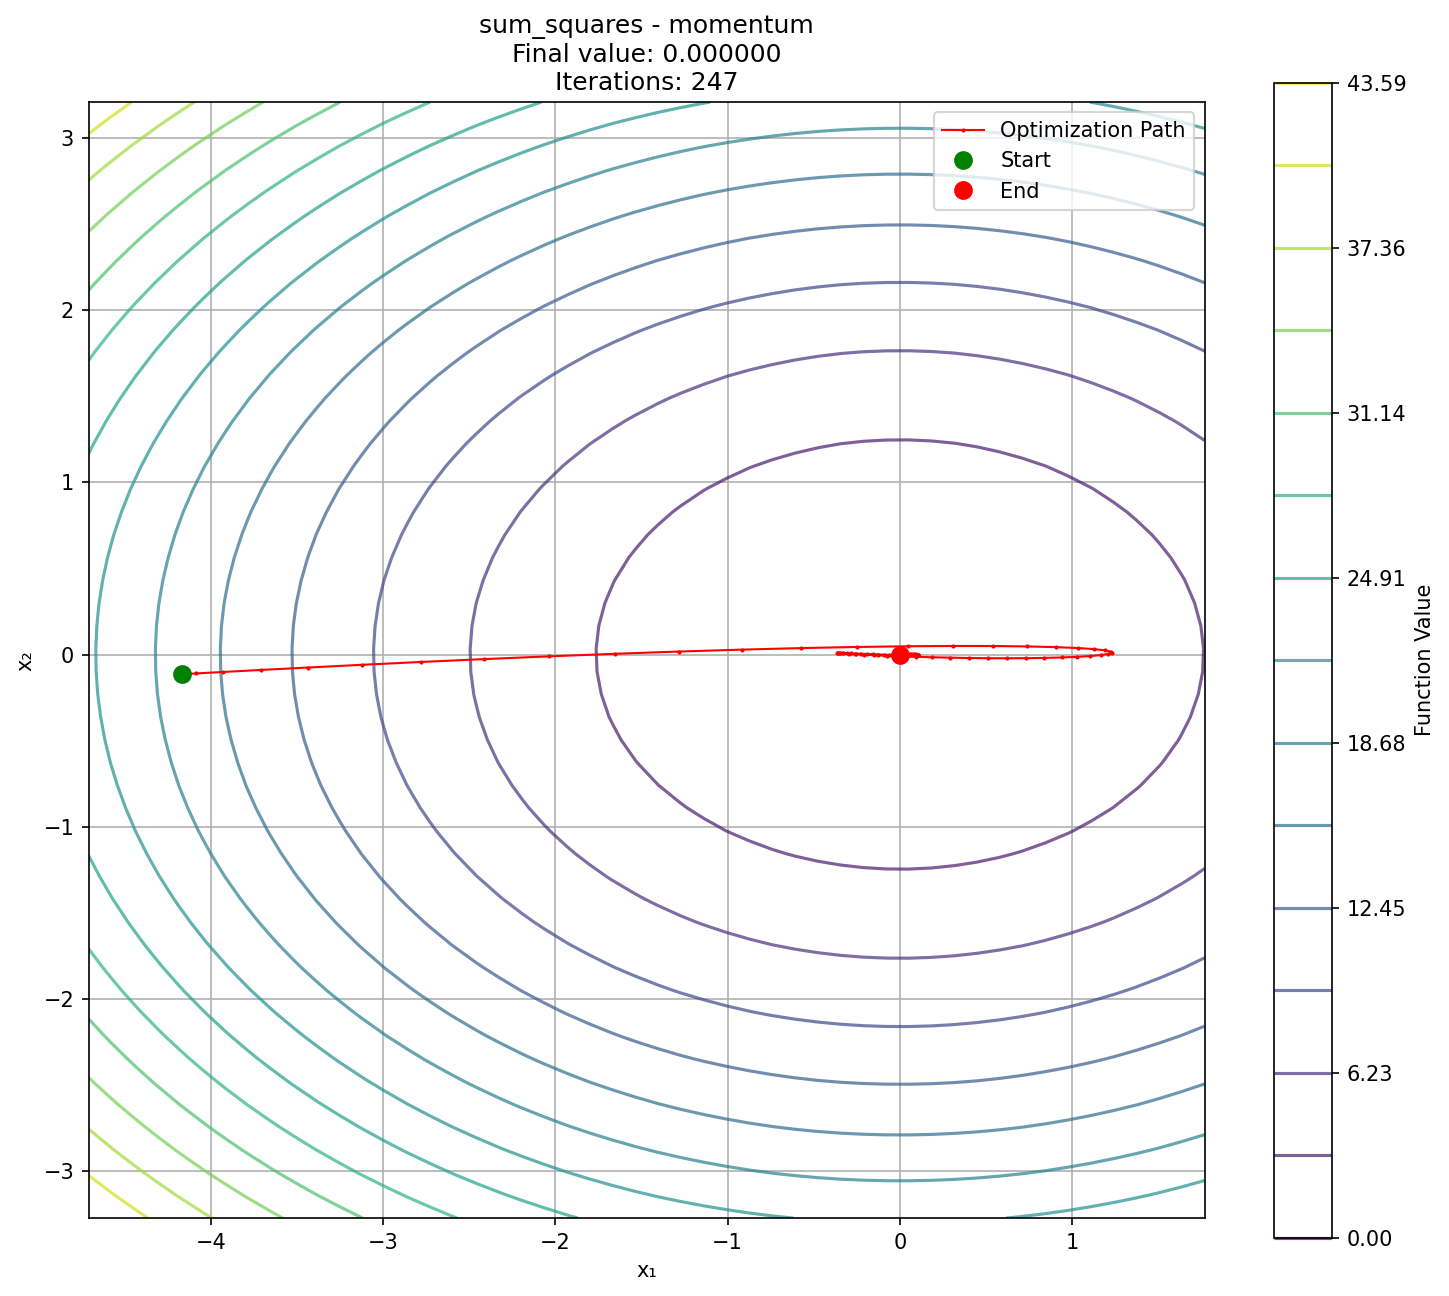 sum_squares - momentum
Final value: 0.000000
Iterations: 247
Optimization Path
Start
End
3
2
1
0
−1
−2
−3
x₂
−4
−3
−2
−1
0
1
x₁
43.59
37.36
31.14
24.91
18.68
12.45
6.23
0.00
Function Value